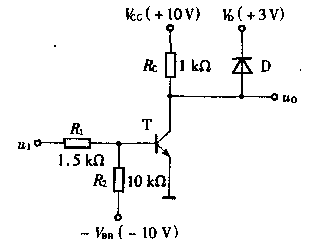 V_CC(+10 V) V_D(+3 V)
R_C 1 kΩ D
u_O
T
R_1
u_I
1.5 kΩ
R_2 10 kΩ
- V_BB(- 10 V)